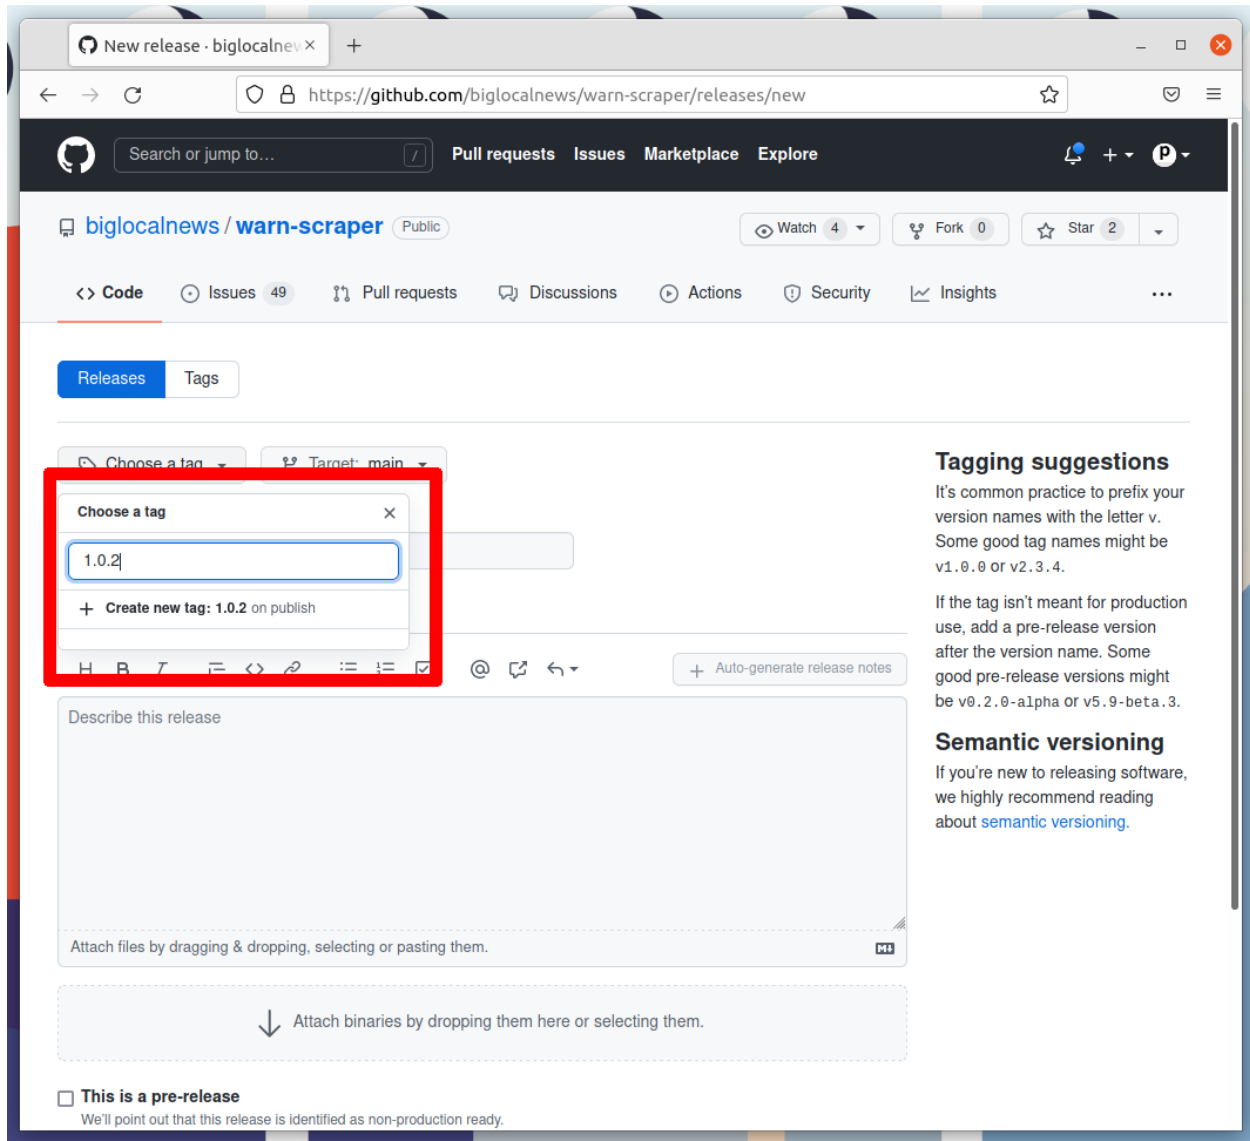 New release · biglocalnew
https://github.com/biglocalnews/warn-scraper/releases/new
Search or jump to… / Pull requests Issues Marketplace Explore
biglocalnews / warn-scraper Public
Watch 4 Fork 0 Star 2
Code Issues 49 Pull requests Discussions Actions Security Insights
Releases Tags
Choose a tag Target: main
Choose a tag
1.0.2
Create new tag: 1.0.2 on publish
H B I
Auto-generate release notes
Describe this release
Attach files by dragging & dropping, selecting or pasting them.
Attach binaries by dropping them here or selecting them.
This is a pre-release
We'll point out that this release is identified as non-production ready.
Tagging suggestions
It's common practice to prefix your
version names with the letter v.
Some good tag names might be
v1.0.0 or v2.3.4.
If the tag isn't meant for production
use, add a pre-release version
after the version name. Some
good pre-release versions might
be v0.2.0-alpha or v5.9-beta.3.
Semantic versioning
If you're new to releasing software,
we highly recommend reading
about semantic versioning.